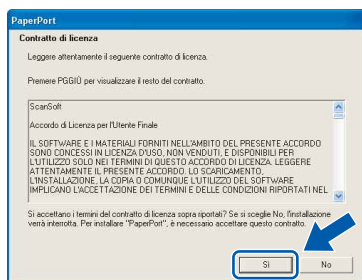 PaperPort
Contratto di licenza
Leggere attentamente il seguente contratto di licenza.
Premere PGGIÙ per visualizzare il resto del contratto.
ScanSoft
Accordo di Licenza per l'Utente Finale
IL SOFTWARE E I MATERIALI FORNITI NELL'AMBITO DEL PRESENTE ACCORDO
SONO CONCESSI IN LICENZA D'USO, NON VENDUTI, E DISPONIBILI PER
L'UTILIZZO SOLO NEI TERMINI DI QUESTO ACCORDO DI LICENZA. LEGGERE
ATTENTAMENTE IL PRESENTE ACCORDO. LO SCARICAMENTO,
L'INSTALLAZIONE, LA COPIA O COMUNQUE L'UTILIZZO DEL SOFTWARE
IMPLICANO L'ACCETTAZIONE DEI TERMINI E DELLE CONDIZIONI RIPORTATI NEL
Si accettano i termini del contratto di licenza sopra riportati? Se si sceglie No, l'installazione
verrà interrotta. Per installare "PaperPort", è necessario accettare questo contratto.
Sì
No